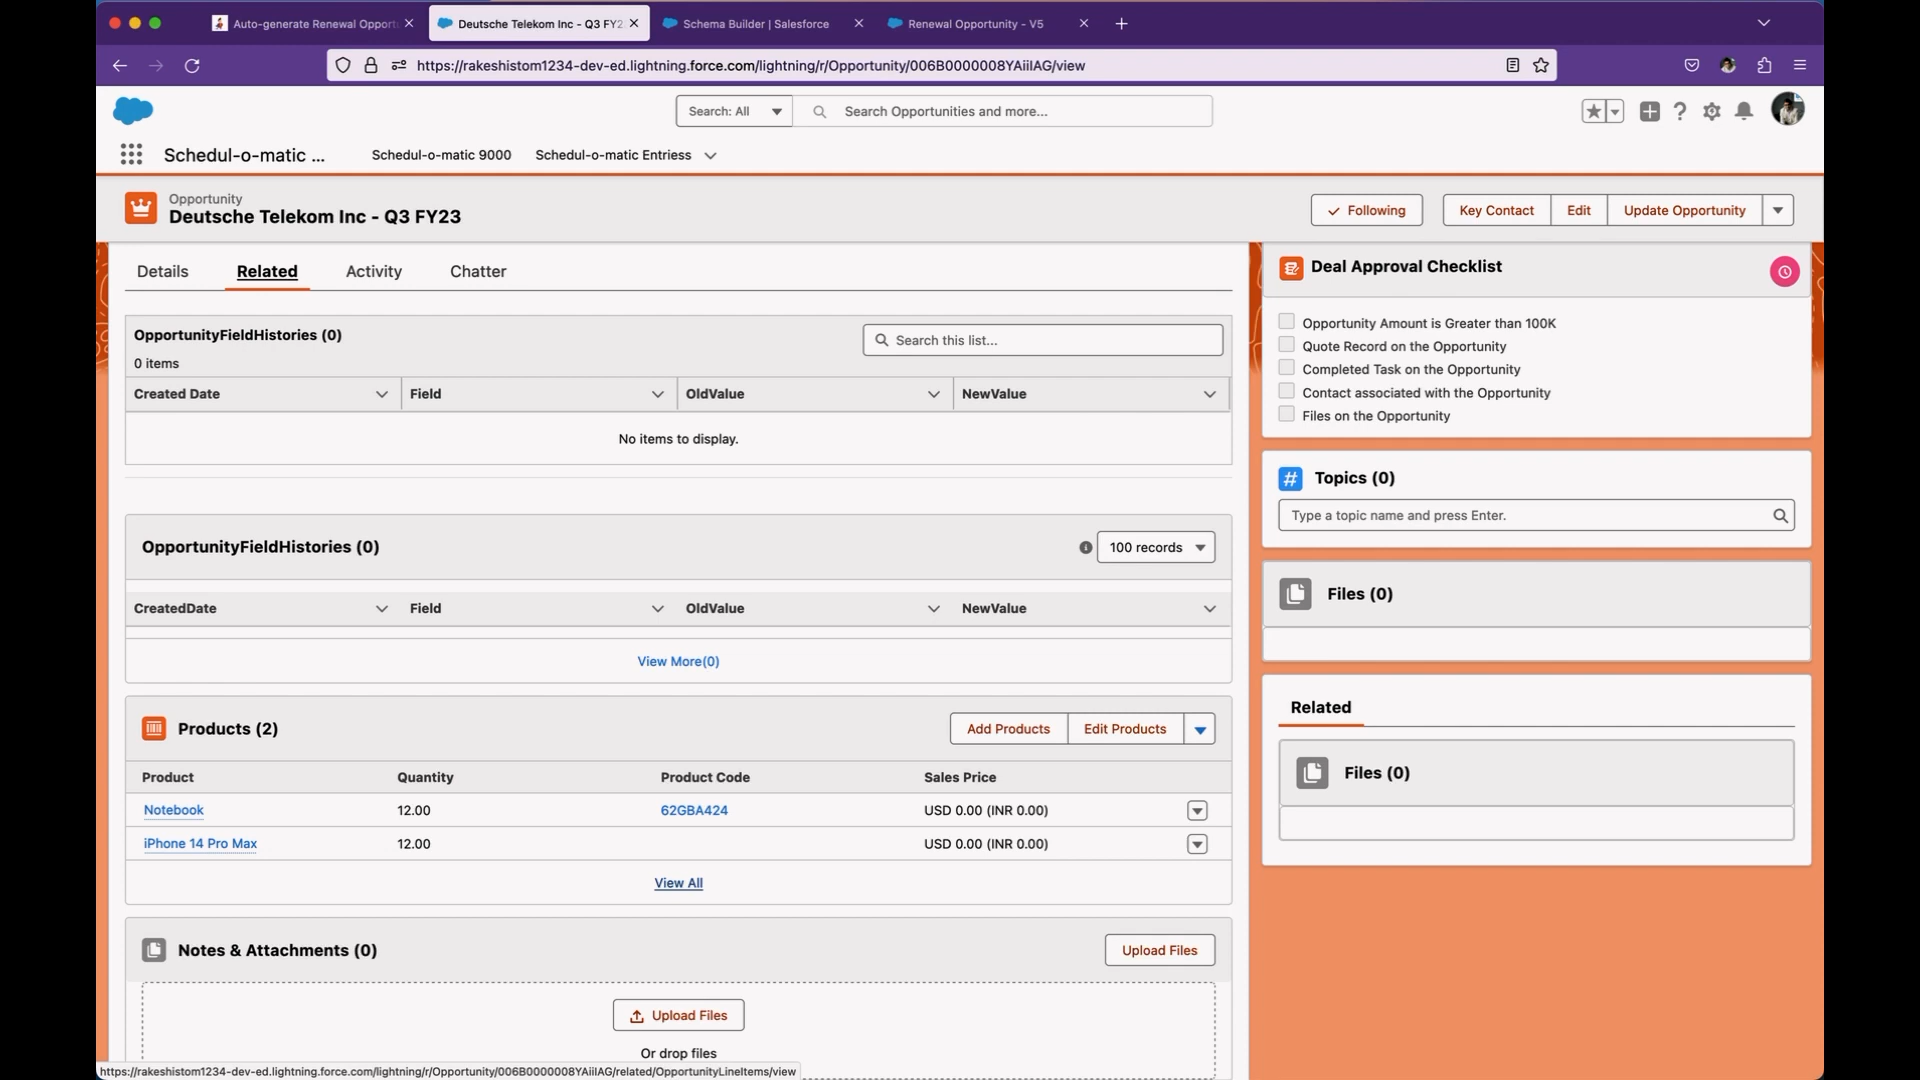 Auto-generate Renewal Opport
Deutsche Telekom Inc - Q3 FY2
Schema Builder | Salesforce
Renewal Opportunity - V5
https://rakeshistom1234-dev-ed.lightning.force.com/lightning/r/Opportunity/006B0000008YAiiIAG/view
Search: All
Search Opportunities and more...
Schedul-o-matic ...
Schedul-o-matic 9000
Schedul-o-matic Entriess
Opportunity
Deutsche Telekom Inc - Q3 FY23
Following
Key Contact
Edit
Update Opportunity
Details
Related
Activity
Chatter
OpportunityFieldHistories (0)
0 items
Search this list...
Created Date
Field
OldValue
NewValue
No items to display.
OpportunityFieldHistories (0)
100 records
CreatedDate
Field
OldValue
NewValue
View More(0)
Products (2)
Add Products
Edit Products
Product
Quantity
Product Code
Sales Price
Notebook
12.00
62GBA424
USD 0.00 (INR 0.00)
iPhone 14 Pro Max
12.00
USD 0.00 (INR 0.00)
View All
Notes & Attachments (0)
Upload Files
Upload Files
Or drop files
Deal Approval Checklist
Opportunity Amount is Greater than 100K
Quote Record on the Opportunity
Completed Task on the Opportunity
Contact associated with the Opportunity
Files on the Opportunity
Topics (0)
Type a topic name and press Enter.
Files (0)
Related
Files (0)
https://rakeshistom1234-dev-ed.lightning.force.com/lightning/r/Opportunity/006B0000008YAiiIAG/related/OpportunityLineItems/view